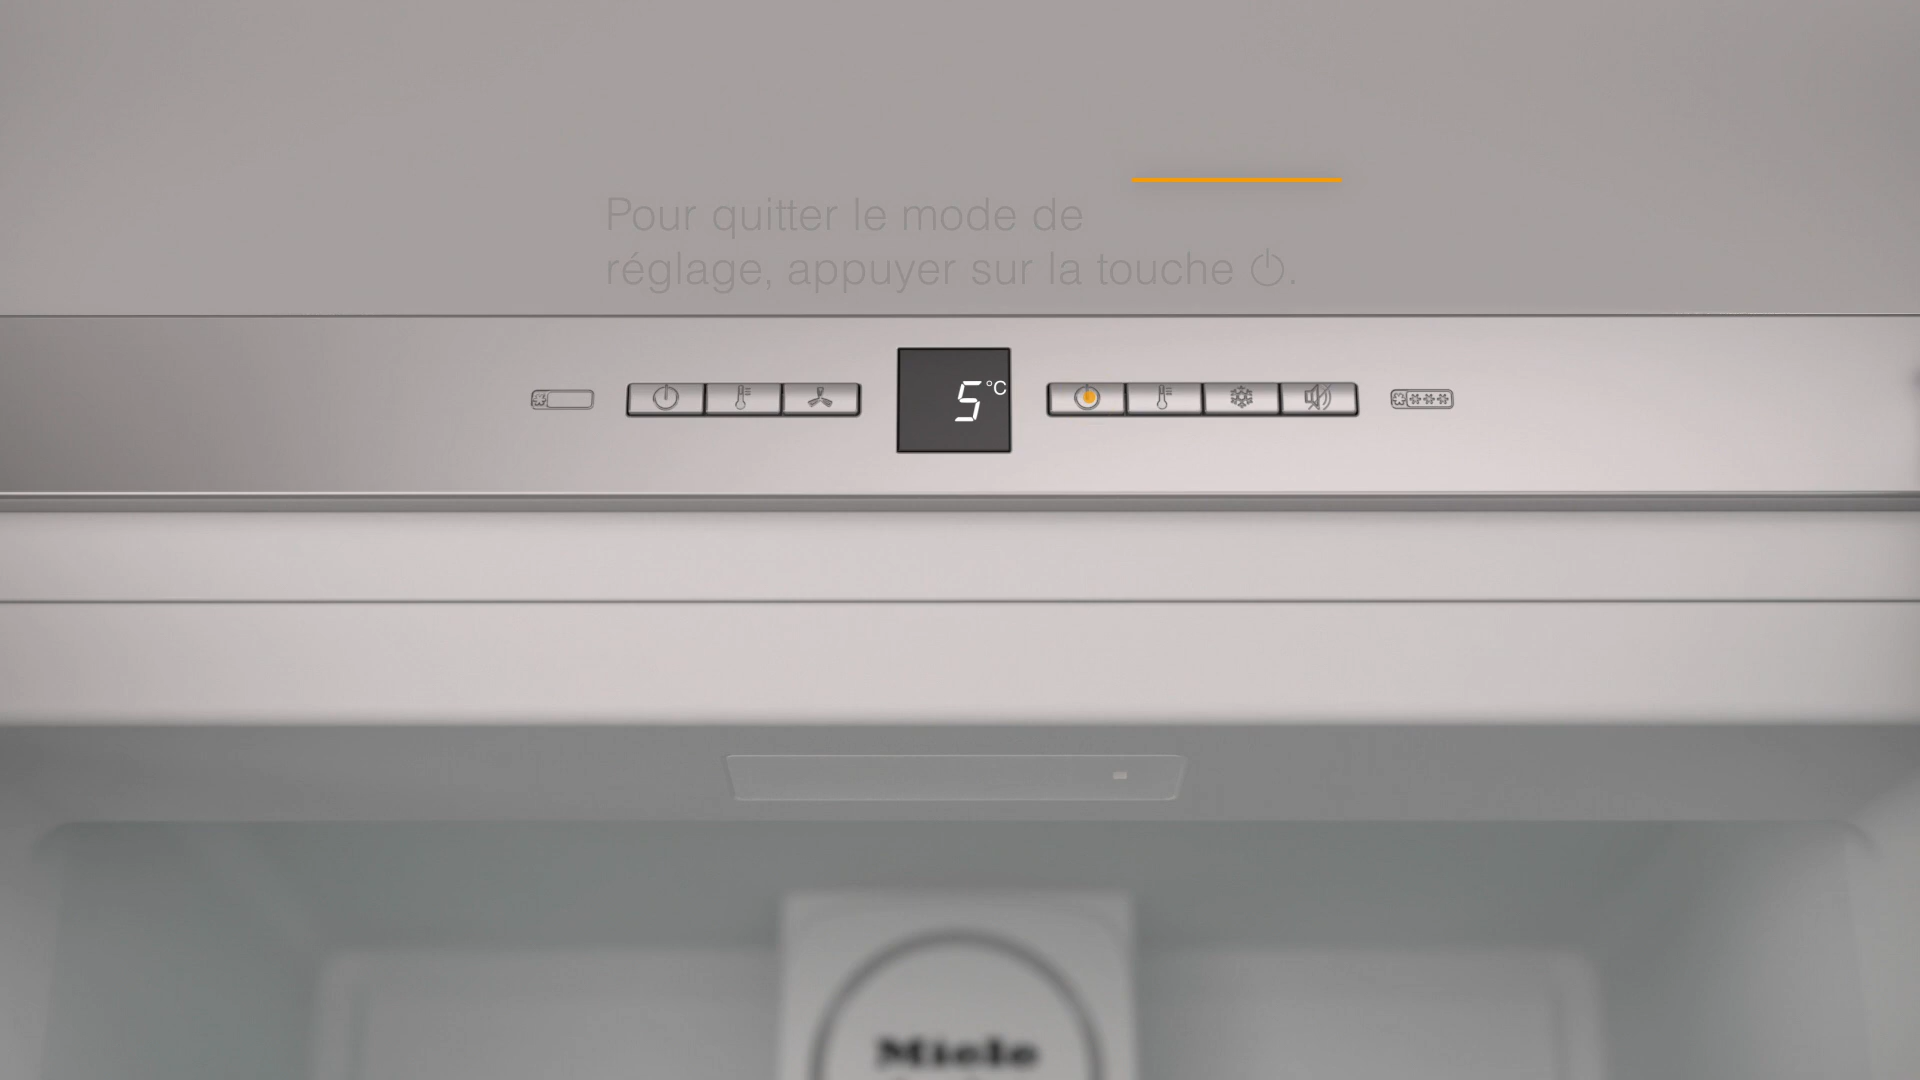 Pour quitter le mode de
réglage, appuyer sur la touche ⏻.
5 °C
Miele